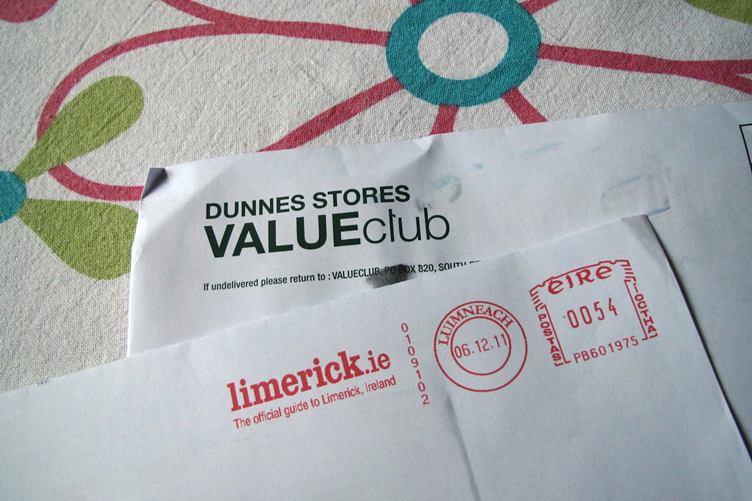 DUNNES STORES
VALUEclub
If undelivered please return to : VALUECLUB, PO BOX 820, SOUTH
limerick.ie
The official guide to Limerick, Ireland
0109102
LUIMNEACH
06.12.11
éire
0054
POSTAS
ÍOCTHA
PB601975